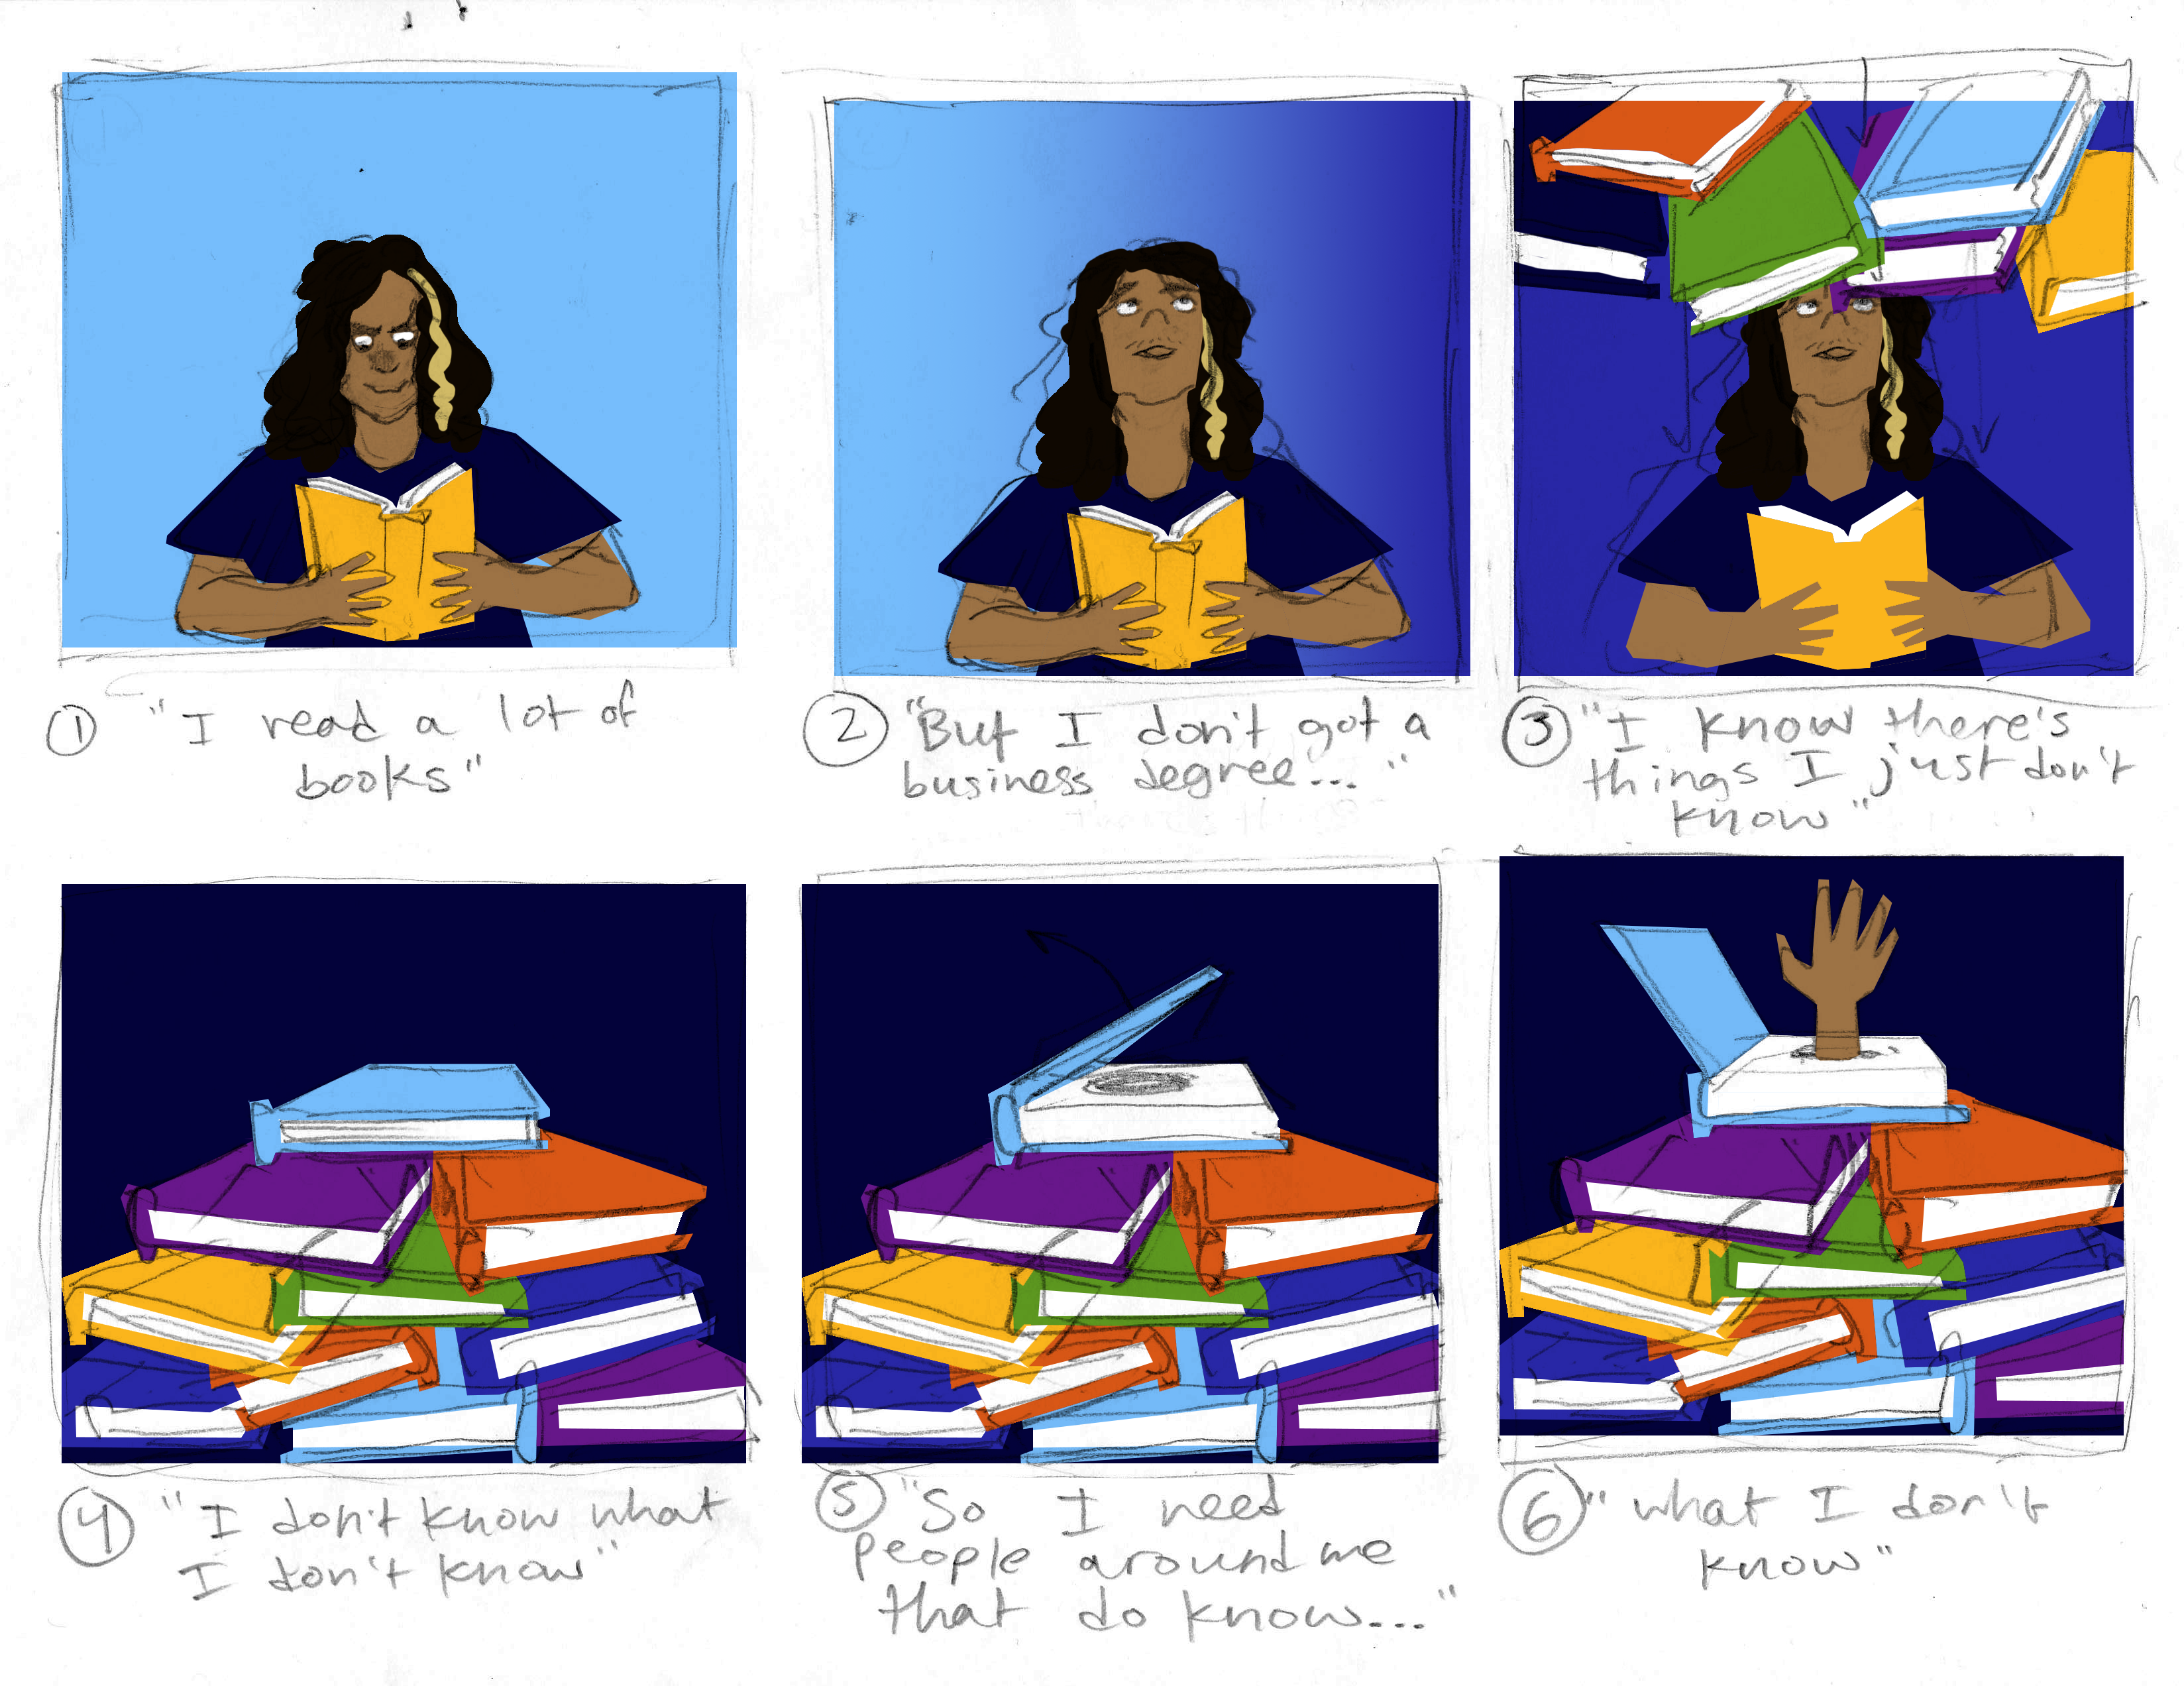 ① "I read a lot of
books"
② "But I don't got a
business degree..."
③ "I know there's
things I just don't
know"
④ "I don't know what
I don't know"
⑤ "So I need
people around me
that do know..."
⑥ "what I don't
know"